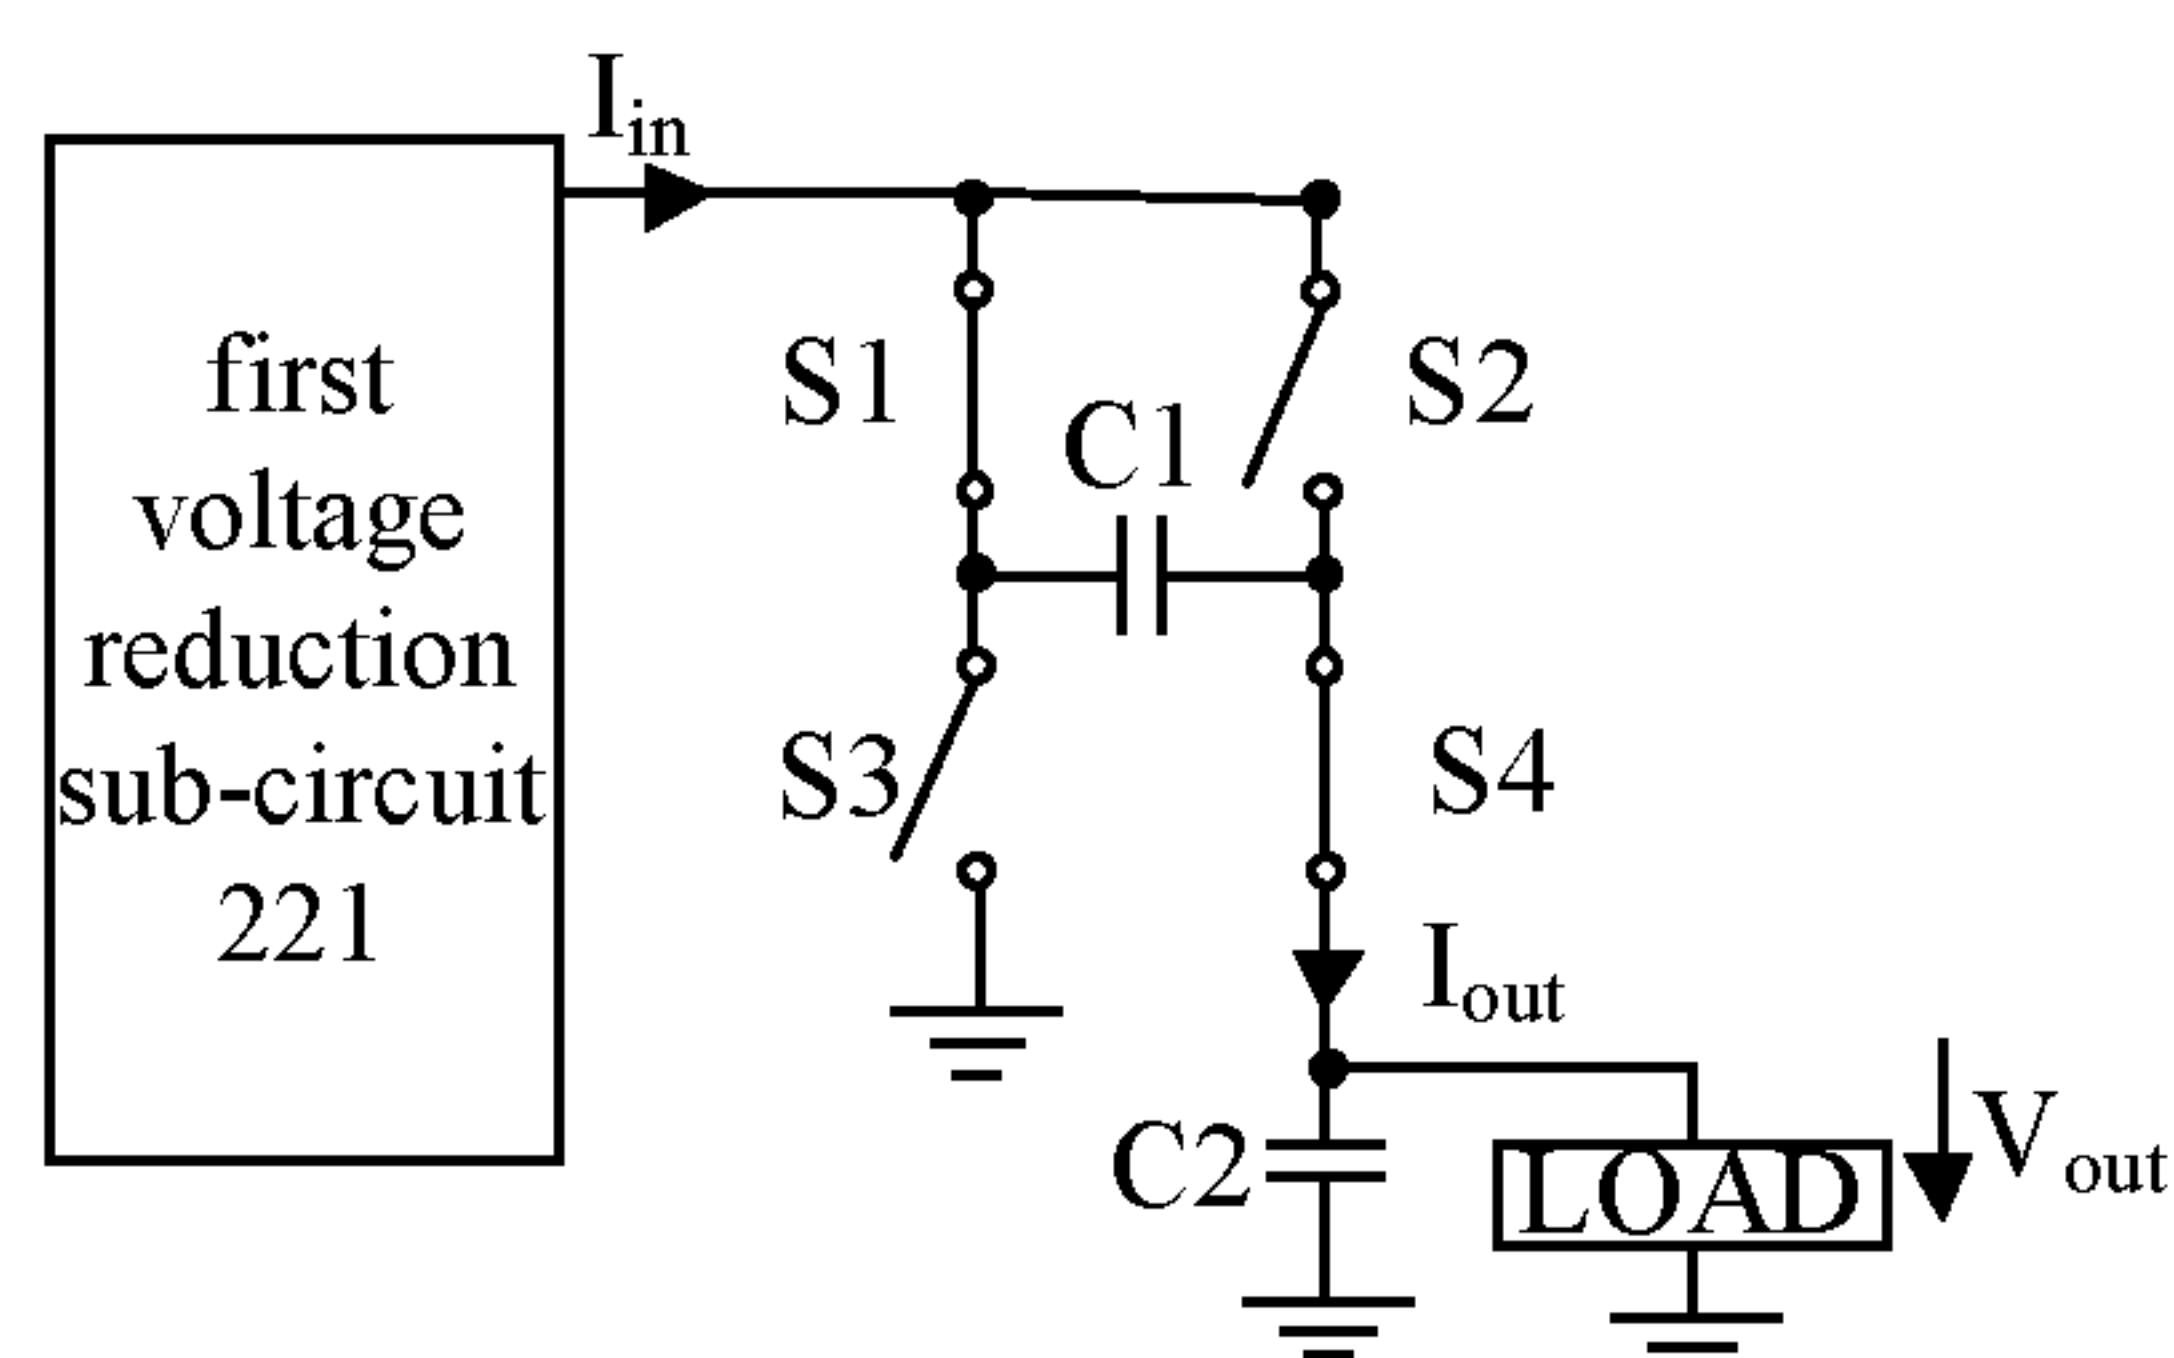 I_in
first
voltage
reduction
sub-circuit
221
S1
S2
C1
S3
S4
I_out
C2
LOAD
V_out